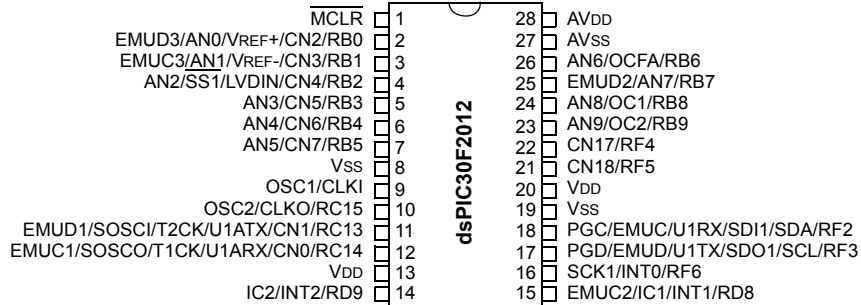 MCLR 1 28 AVDD
EMUD3/AN0/VREF+/CN2/RB0 2 27 AVSS
EMUC3/AN1/VREF-/CN3/RB1 3 26 AN6/OCFA/RB6
AN2/SS1/LVDIN/CN4/RB2 4 25 EMUD2/AN7/RB7
AN3/CN5/RB3 5 24 AN8/OC1/RB8
AN4/CN6/RB4 6 23 AN9/OC2/RB9
AN5/CN7/RB5 7 22 CN17/RF4
VSS 8 21 CN18/RF5
OSC1/CLKI 9 20 VDD
OSC2/CLKO/RC15 10 19 VSS
EMUD1/SOSCI/T2CK/U1ATX/CN1/RC13 11 18 PGC/EMUC/U1RX/SDI1/SDA/RF2
EMUC1/SOSCO/T1CK/U1ARX/CN0/RC14 12 17 PGD/EMUD/U1TX/SDO1/SCL/RF3
VDD 13 16 SCK1/INT0/RF6
IC2/INT2/RD9 14 15 EMUC2/IC1/INT1/RD8
dsPIC30F2012